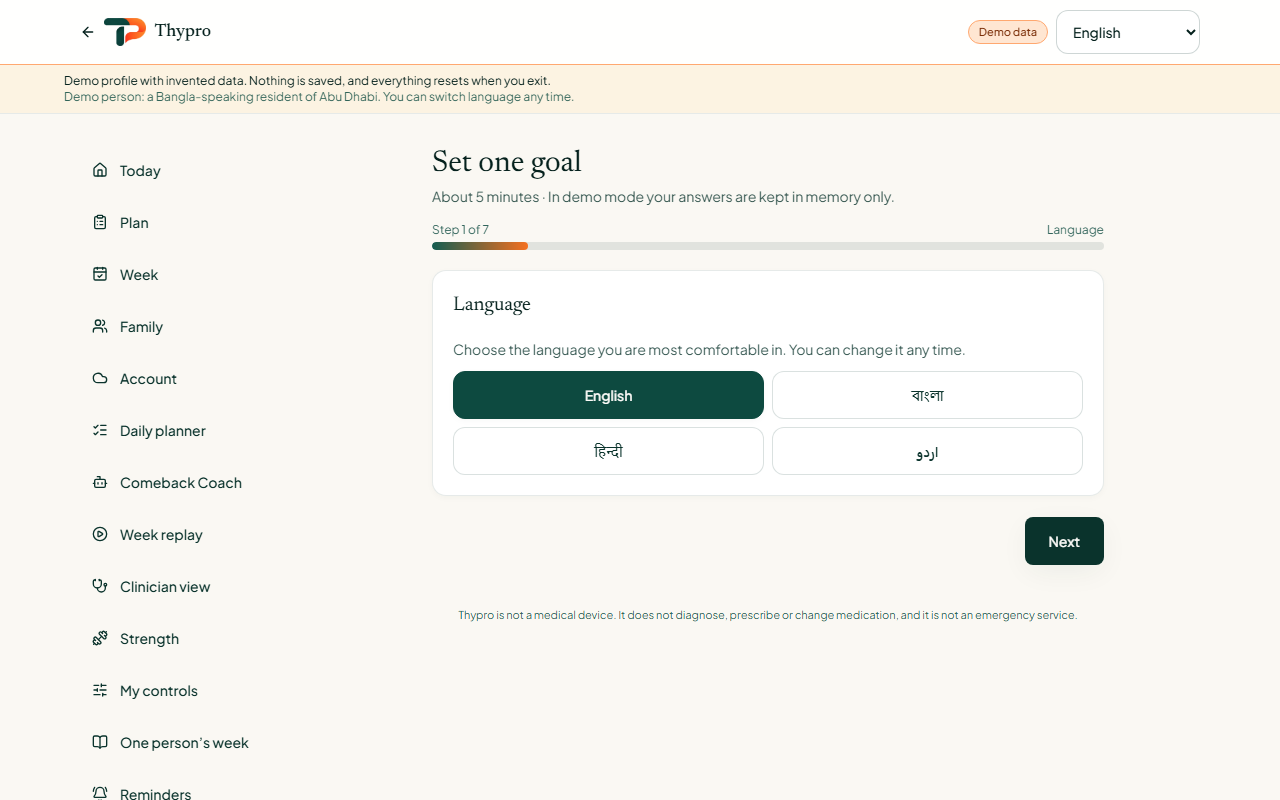 Thypro
Demo data
English
Demo profile with invented data. Nothing is saved, and everything resets when you exit.
Demo person: a Bangla-speaking resident of Abu Dhabi. You can switch language any time.
Today
Plan
Week
Family
Account
Daily planner
Comeback Coach
Week replay
Clinician view
Strength
My controls
One person's week
Reminders
Set one goal
About 5 minutes · In demo mode your answers are kept in memory only.
Step 1 of 7
Language
Language
Choose the language you are most comfortable in. You can change it any time.
English
বাংলা
हिन्दी
اردو
Next
Thypro is not a medical device. It does not diagnose, prescribe or change medication, and it is not an emergency service.